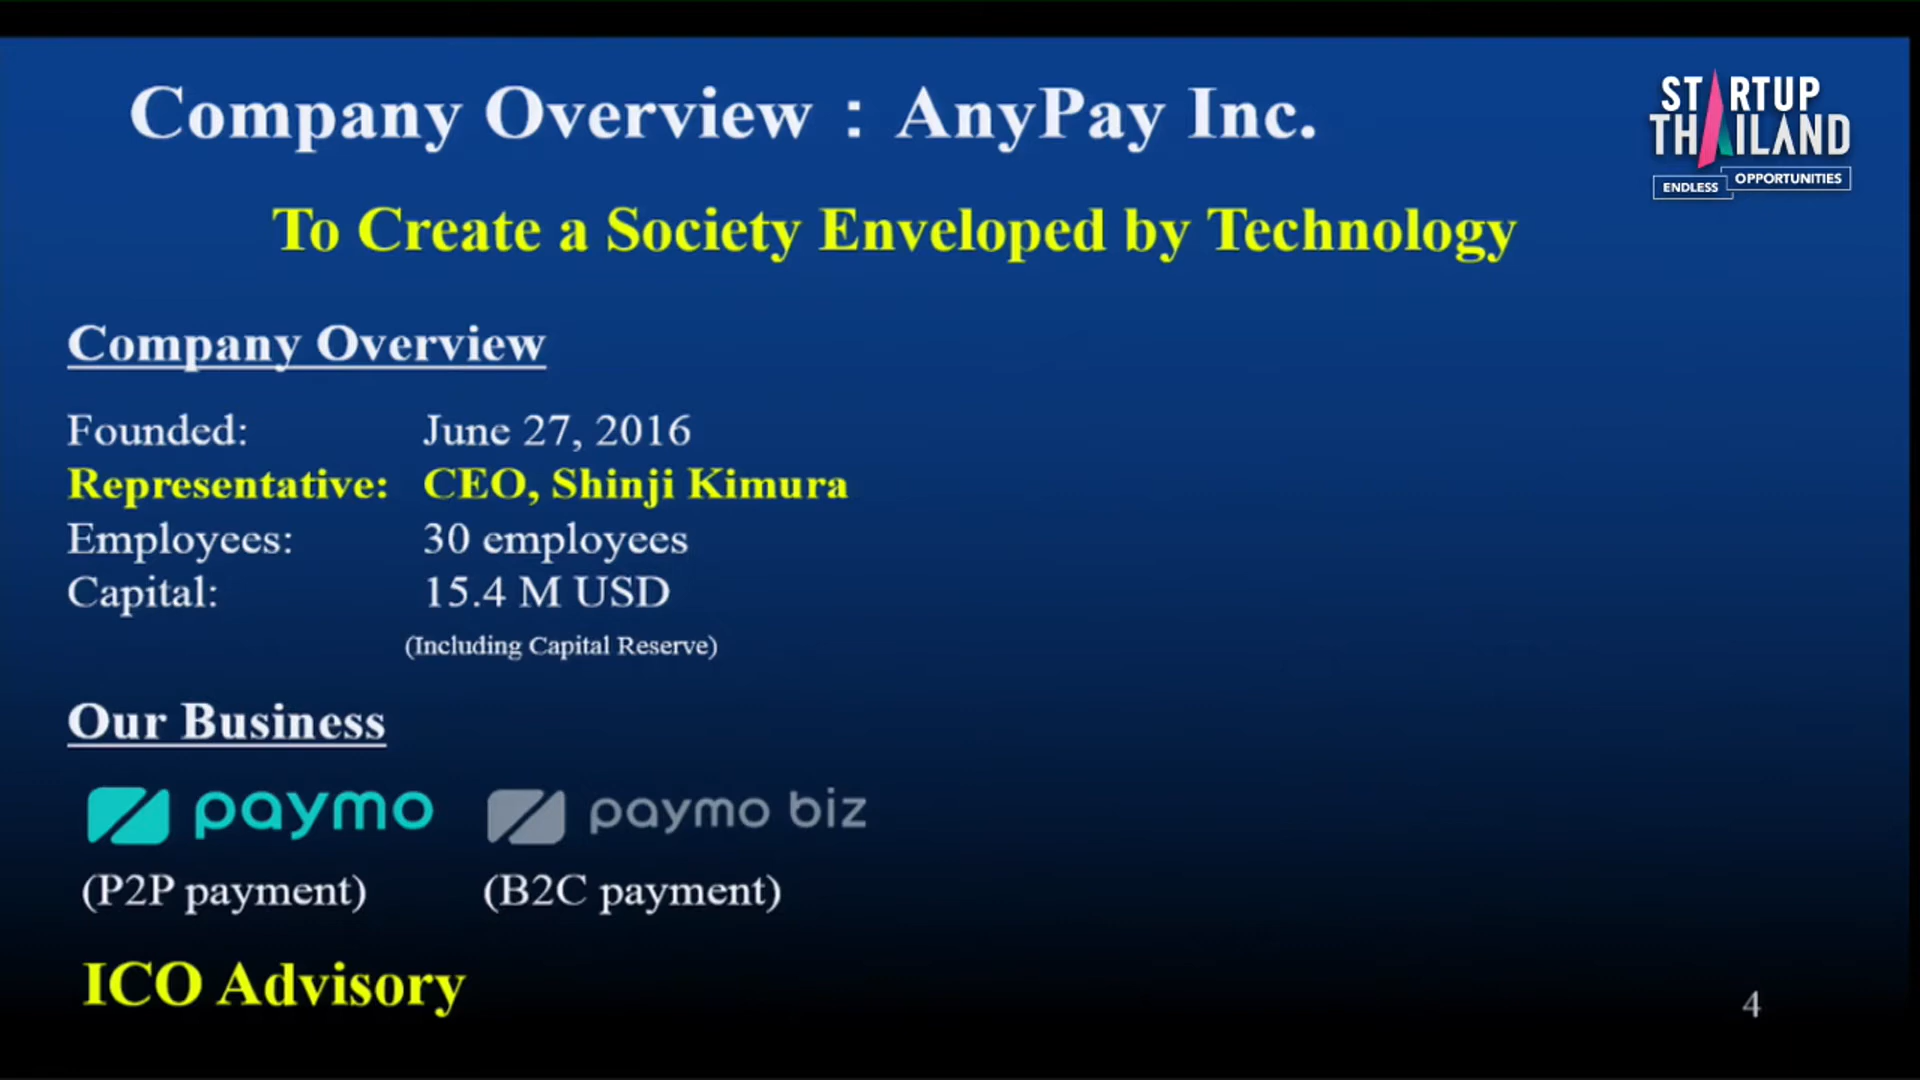 Company Overview : AnyPay Inc.
STARTUP
THAILAND
ENDLESS OPPORTUNITIES
To Create a Society Enveloped by Technology
Company Overview
Founded: June 27, 2016
Representative: CEO, Shinji Kimura
Employees: 30 employees
Capital: 15.4 M USD
(Including Capital Reserve)
Our Business
paymo paymo biz
(P2P payment) (B2C payment)
ICO Advisory
4